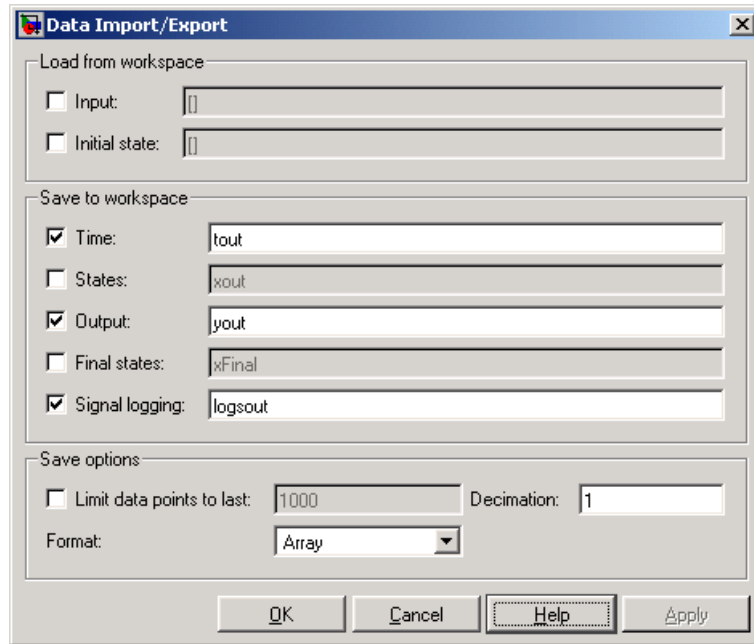 Data Import/Export
Load from workspace
Input: []
Initial state: []
Save to workspace
Time: tout
States: xout
Output: yout
Final states: xFinal
Signal logging: logsout
Save options
Limit data points to last: 1000 Decimation: 1
Format: Array
OK Cancel Help Apply